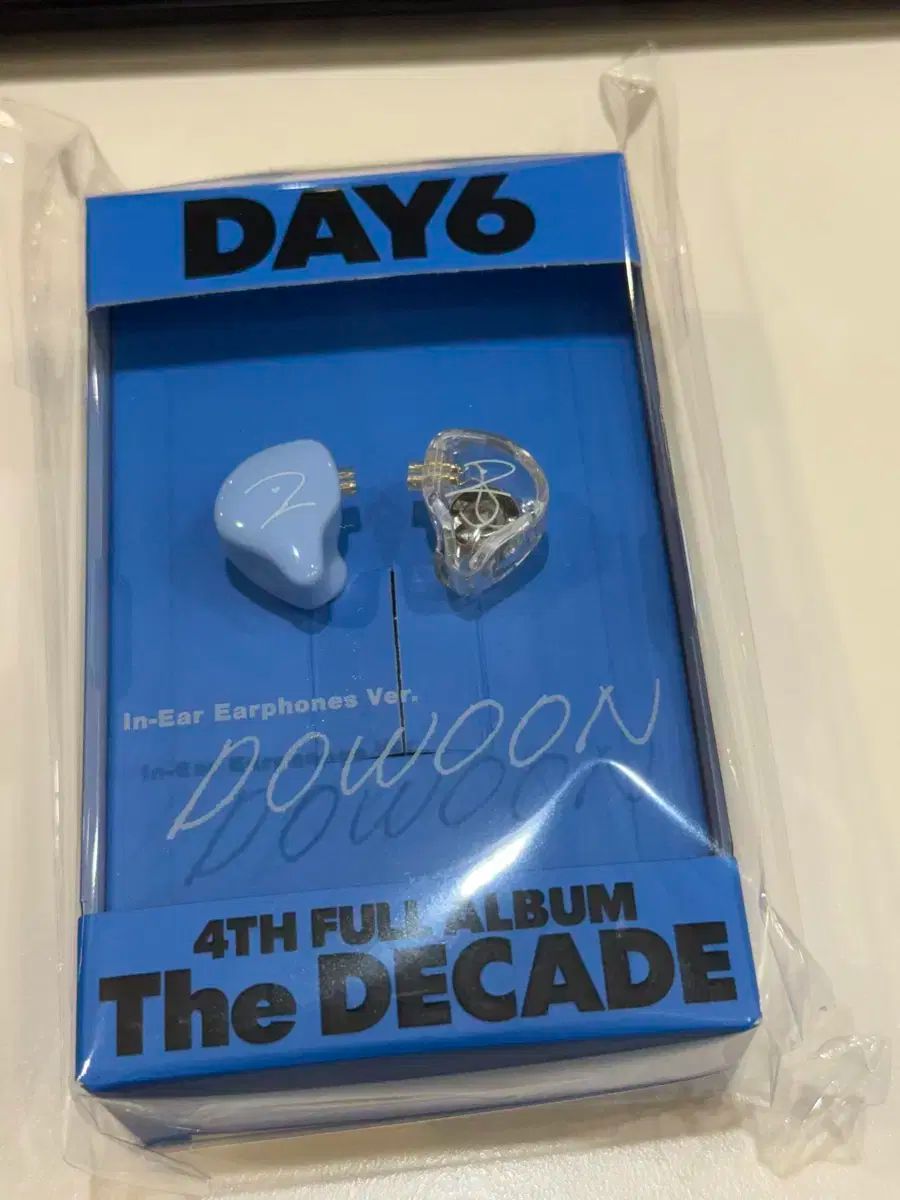 DAY6
In-Ear Earphones Ver.
DOWOON
4TH FULL ALBUM
The DECADE